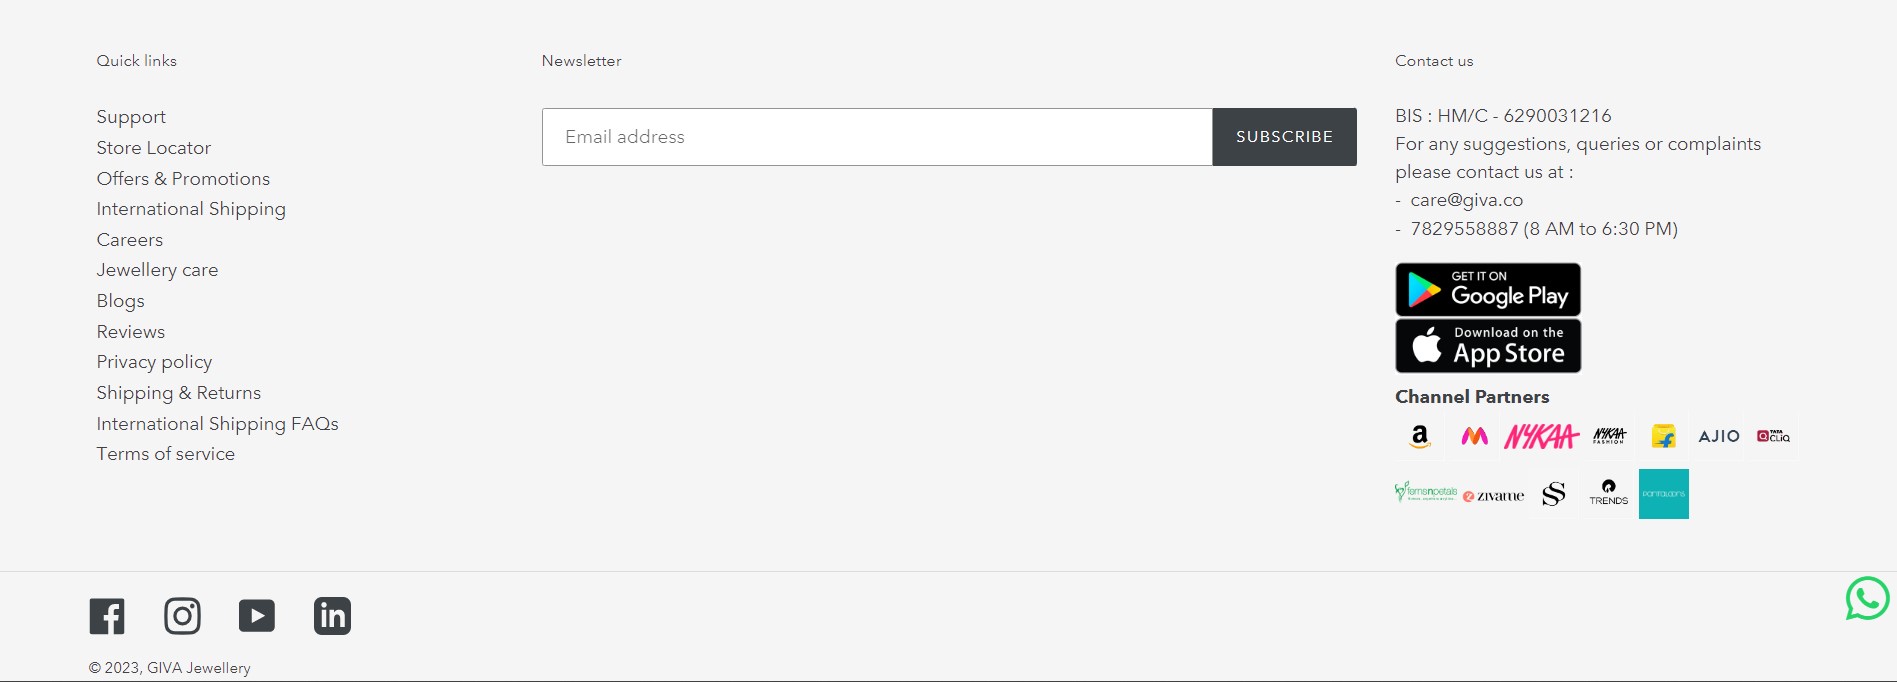 Quick links
Support
Store Locator
Offers & Promotions
International Shipping
Careers
Jewellery care
Blogs
Reviews
Privacy policy
Shipping & Returns
International Shipping FAQs
Terms of service
Newsletter
Email address
SUBSCRIBE
Contact us
BIS : HM/C - 6290031216
For any suggestions, queries or complaints
please contact us at :
- care@giva.co
- 7829558887 (8 AM to 6:30 PM)
GET IT ON
Google Play
Download on the
App Store
Channel Partners
a NYKAA NYKAA FASHION AJIO TATA CLiQ
fernsnpetals zivame S TRENDS pantaloons
in
© 2023, GIVA Jewellery